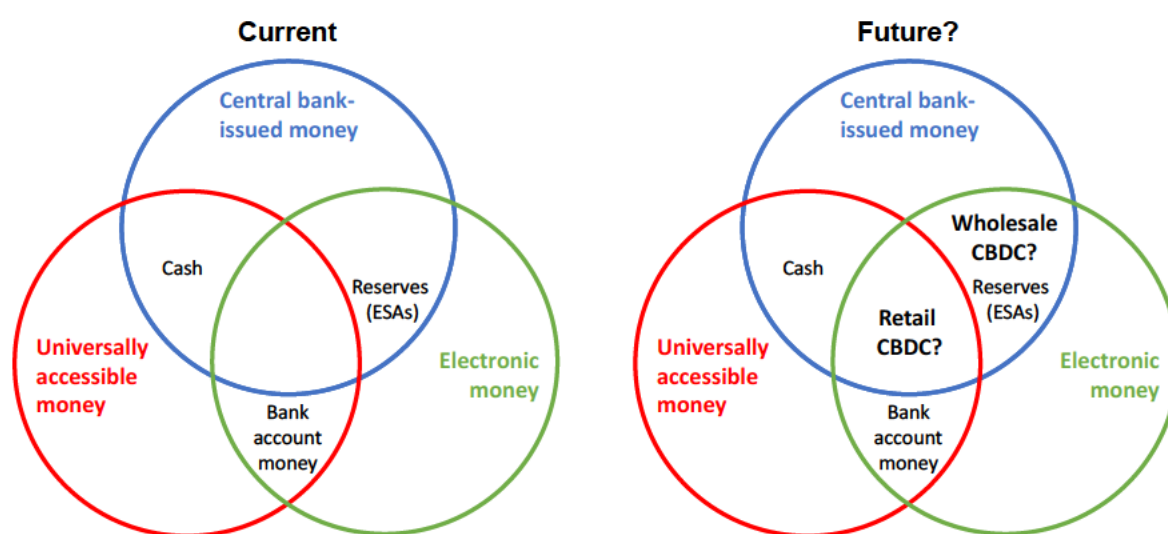 Current
Central bank-
issued money
Cash
Reserves
(ESAs)
Universally
accessible
money
Electronic
money
Bank
account
money
Future?
Central bank-
issued money
Wholesale
CBDC?
Cash
Reserves
(ESAs)
Retail
CBDC?
Universally
accessible
money
Electronic
money
Bank
account
money